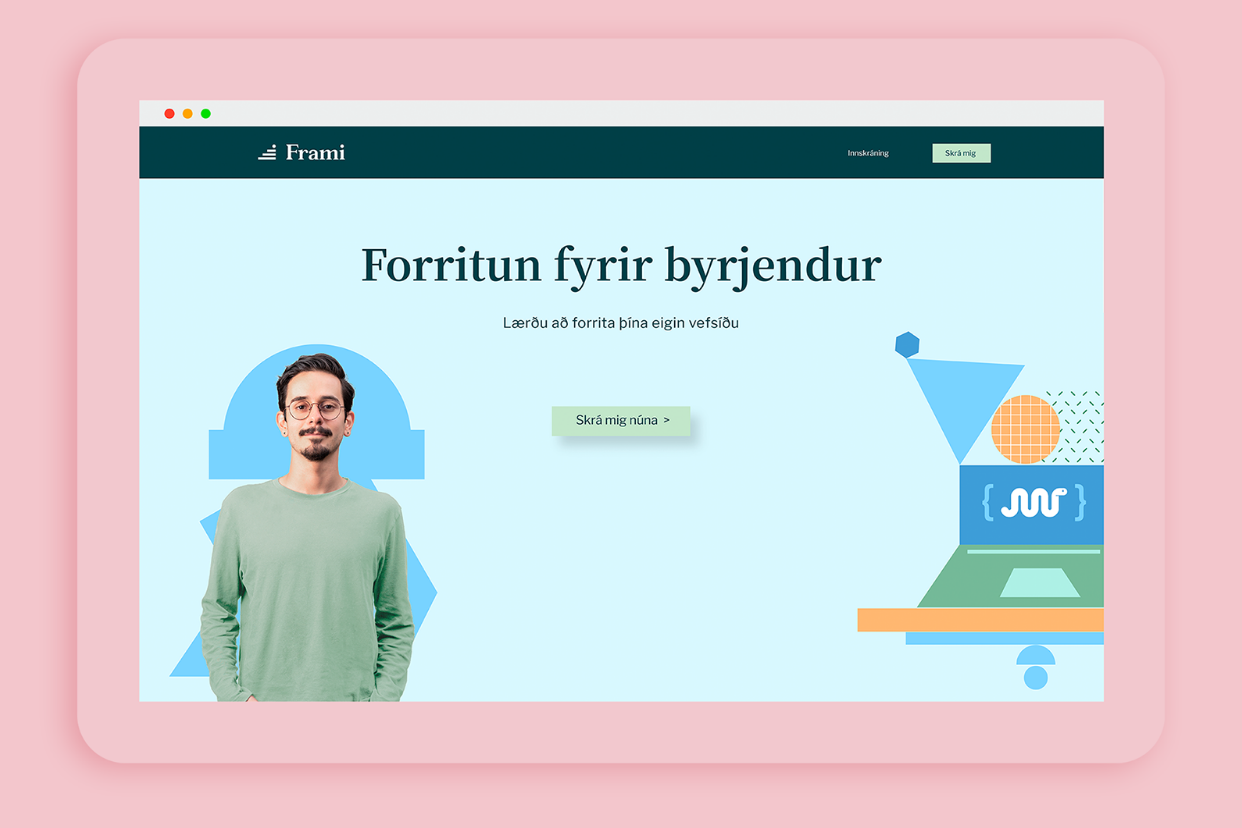 Frami
Innskráning
Skrá mig
Forritun fyrir byrjendur
Lærðu að forrita þína eigin vefsíðu
Skrá mig núna >
{ }